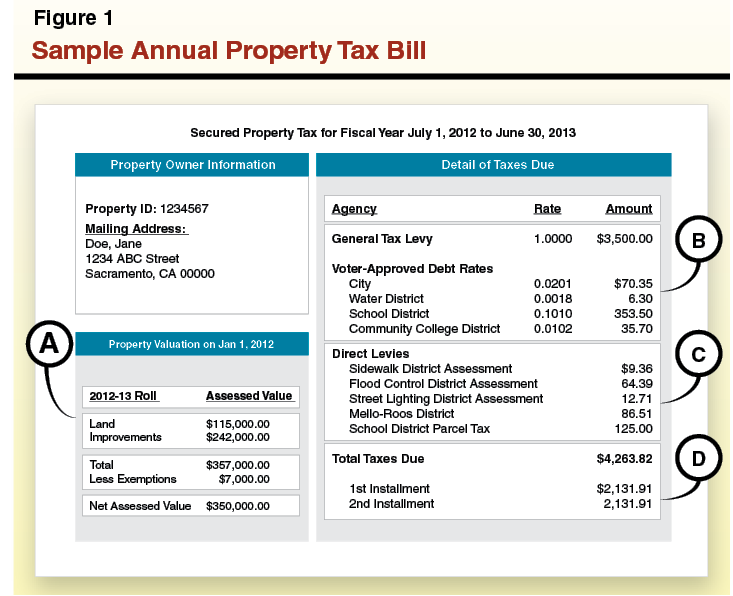 Figure 1
Sample Annual Property Tax Bill
Secured Property Tax for Fiscal Year July 1, 2012 to June 30, 2013
Property Owner Information
Property ID: 1234567
Mailing Address:
Doe, Jane
1234 ABC Street
Sacramento, CA 00000
A
Property Valuation on Jan 1, 2012
2012-13 Roll Assessed Value
Land $115,000.00
Improvements $242,000.00
Total $357,000.00
Less Exemptions $7,000.00
Net Assessed Value $350,000.00
Detail of Taxes Due
Agency Rate Amount
General Tax Levy 1.0000 $3,500.00
B
Voter-Approved Debt Rates
City 0.0201 $70.35
Water District 0.0018 6.30
School District 0.1010 353.50
Community College District 0.0102 35.70
Direct Levies
C
Sidewalk District Assessment $9.36
Flood Control District Assessment 64.39
Street Lighting District Assessment 12.71
Mello-Roos District 86.51
School District Parcel Tax 125.00
Total Taxes Due $4,263.82
D
1st Installment $2,131.91
2nd Installment 2,131.91